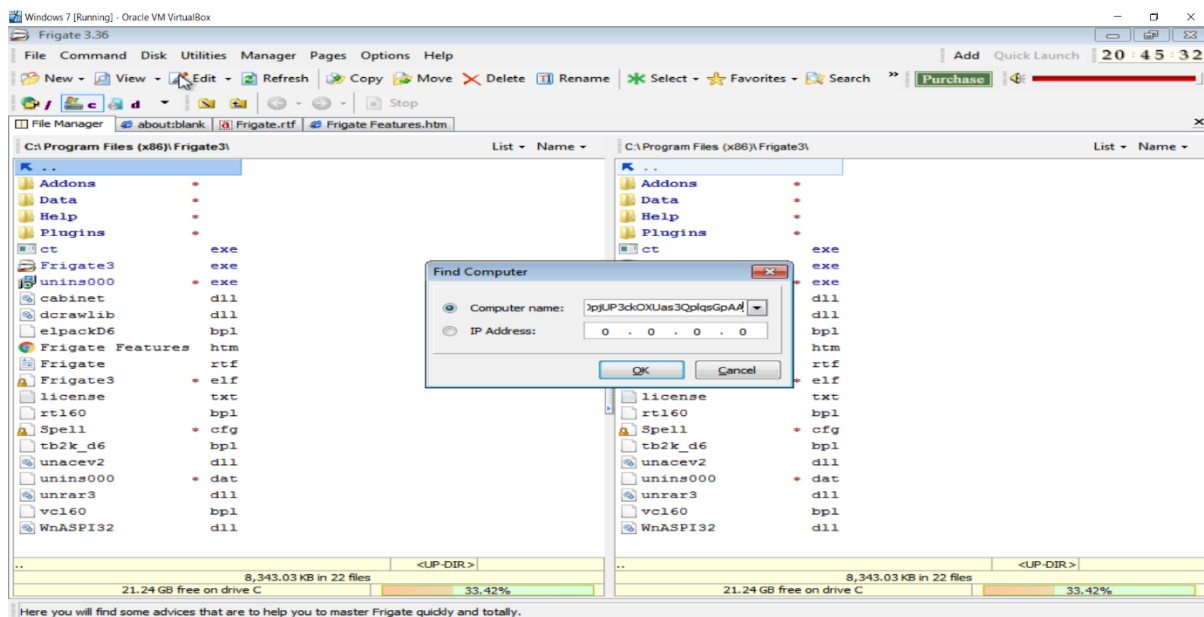 Windows 7 [Running] - Oracle VM VirtualBox
Frigate 3.36
File Command Disk Utilities Manager Pages Options Help Add Quick Launch 20:45:32
New View Edit Refresh Copy Move Delete Rename Select Favorites Search » Purchase
/ c d Stop
File Manager about:blank Frigate.rtf Frigate Features.htm
C:\Program Files (x86)\Frigate3\ List Name C:\Program Files (x86)\Frigate3\ List Name
.. ..
Addons * Addons *
Data * Data *
Help * Help *
Plugins * Plugins *
ct exe ct exe
Frigate3 exe exe
unins000 * exe * exe
cabinet dll dll
dcrawlib dll dll
elpackD6 bpl bpl
Frigate Features htm htm
Frigate rtf rtf
Frigate3 * elf * elf
license txt license txt
rtl60 bpl rtl60 bpl
Spell * cfg Spell * cfg
tb2k_d6 bpl tb2k_d6 bpl
unacev2 dll unacev2 dll
unins000 * dat unins000 * dat
unrar3 dll unrar3 dll
vcl60 bpl vcl60 bpl
WnASPI32 dll WnASPI32 dll
Find Computer
Computer name: OpjUP3ckOXUas3QplqsGpAA
IP Address: 0 . 0 . 0 . 0
OK Cancel
.. <UP-DIR> .. <UP-DIR>
8,343.03 KB in 22 files 8,343.03 KB in 22 files
21.24 GB free on drive C 33.42% 21.24 GB free on drive C 33.42%
Here you will find some advices that are to help you to master Frigate quickly and totally.